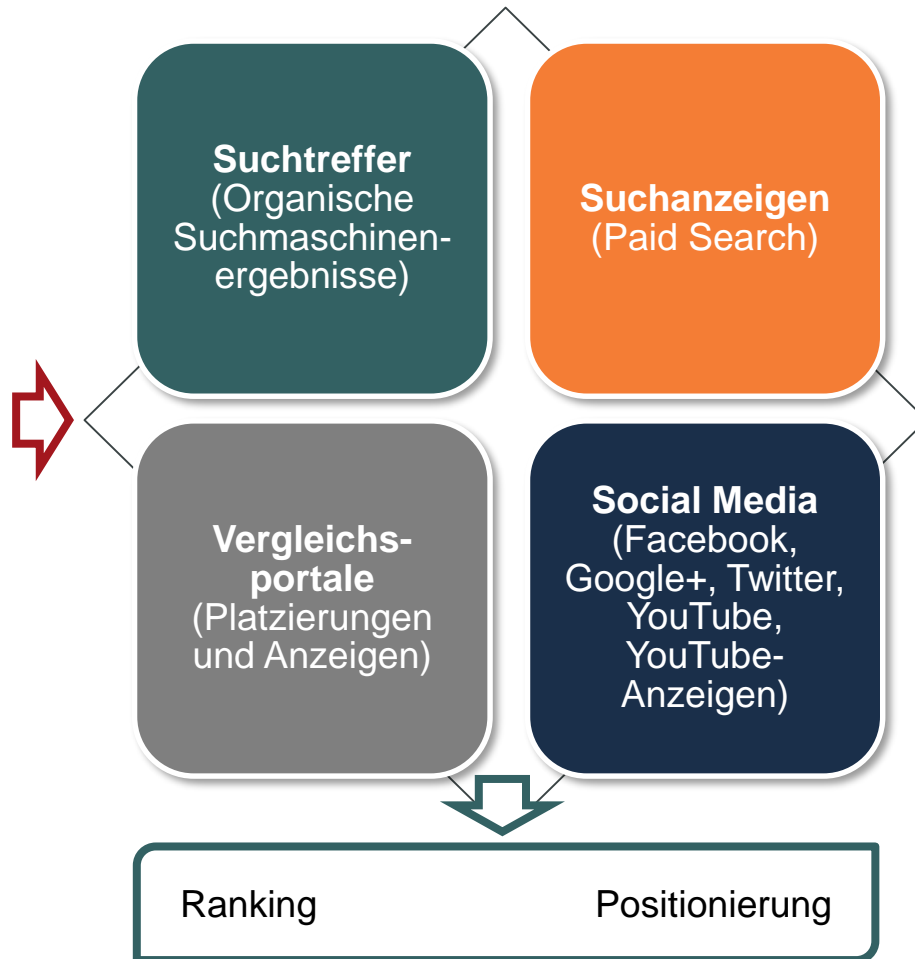 Suchtreffer
(Organische
Suchmaschinen-
ergebnisse)
Suchanzeigen
(Paid Search)
Vergleichs-
portale
(Platzierungen
und Anzeigen)
Social Media
(Facebook,
Google+, Twitter,
YouTube,
YouTube-
Anzeigen)
Ranking
Positionierung